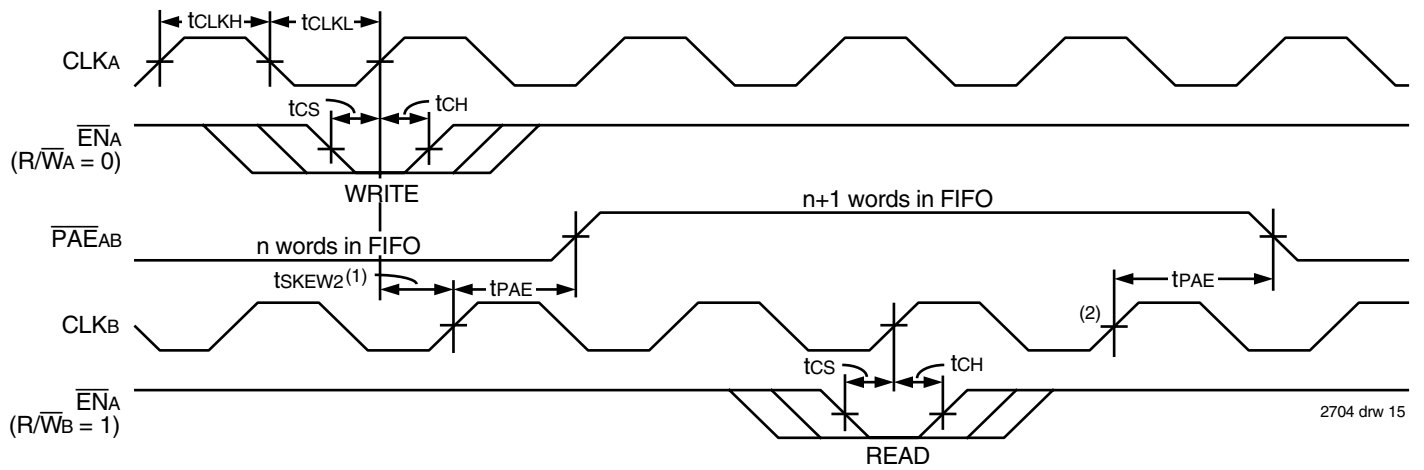 tCLKH tCLKL
CLKA
tCS tCH
ENA
(R/WA = 0)
WRITE
n+1 words in FIFO
PAEAB
n words in FIFO
tSKEW2(1) tPAE tPAE
CLKB (2)
tCS tCH
ENA
(R/WB = 1)
2704 drw 15
READ